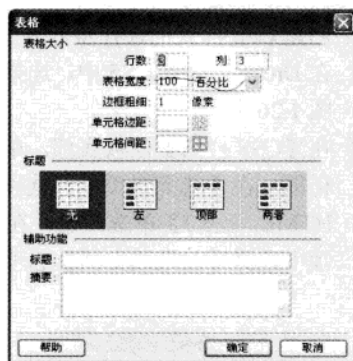 表格
表格大小
行数: 3 列: 3
表格宽度: 100 百分比
边框粗细: 1 像素
单元格边距:
单元格间距:
标题
无 左 顶部 两者
辅助功能
标题:
摘要:
帮助 确定 取消